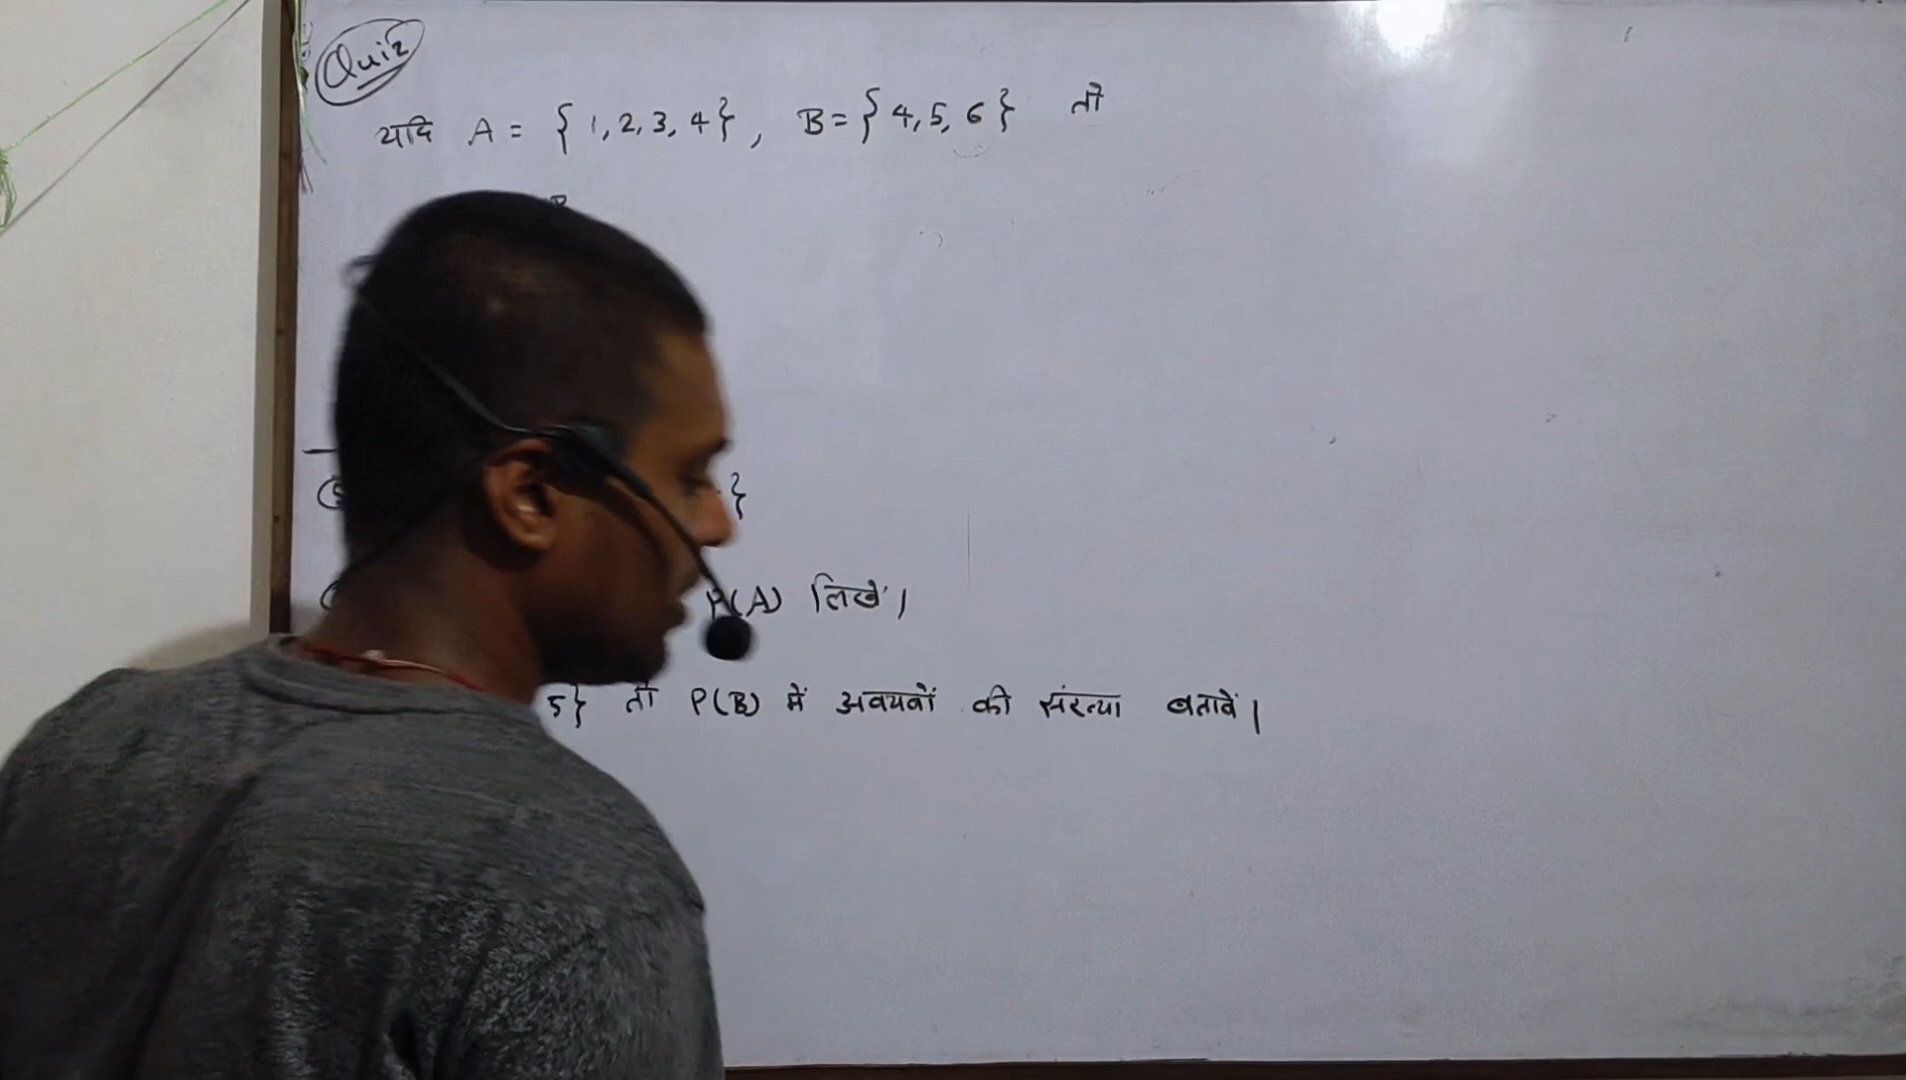 Quiz
यदि A = { 1, 2, 3, 4 } , B = { 4, 5, 6 } तो
B
}
P(A) लिखें।
5} तो P(B) में अवयवों की संख्या बतावें।